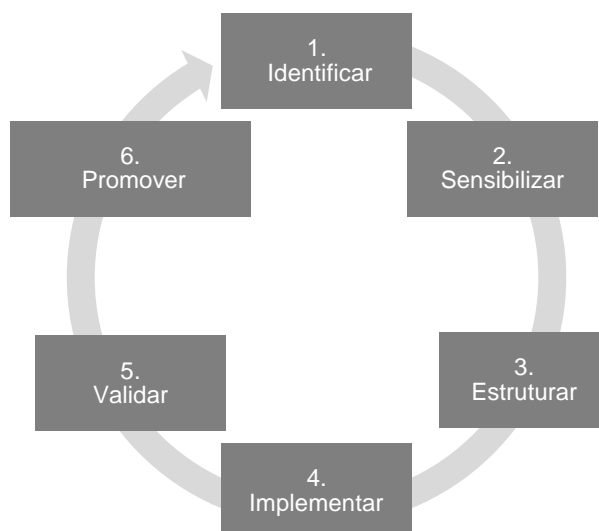 1.
Identificar
2.
Sensibilizar
3.
Estruturar
4.
Implementar
5.
Validar
6.
Promover